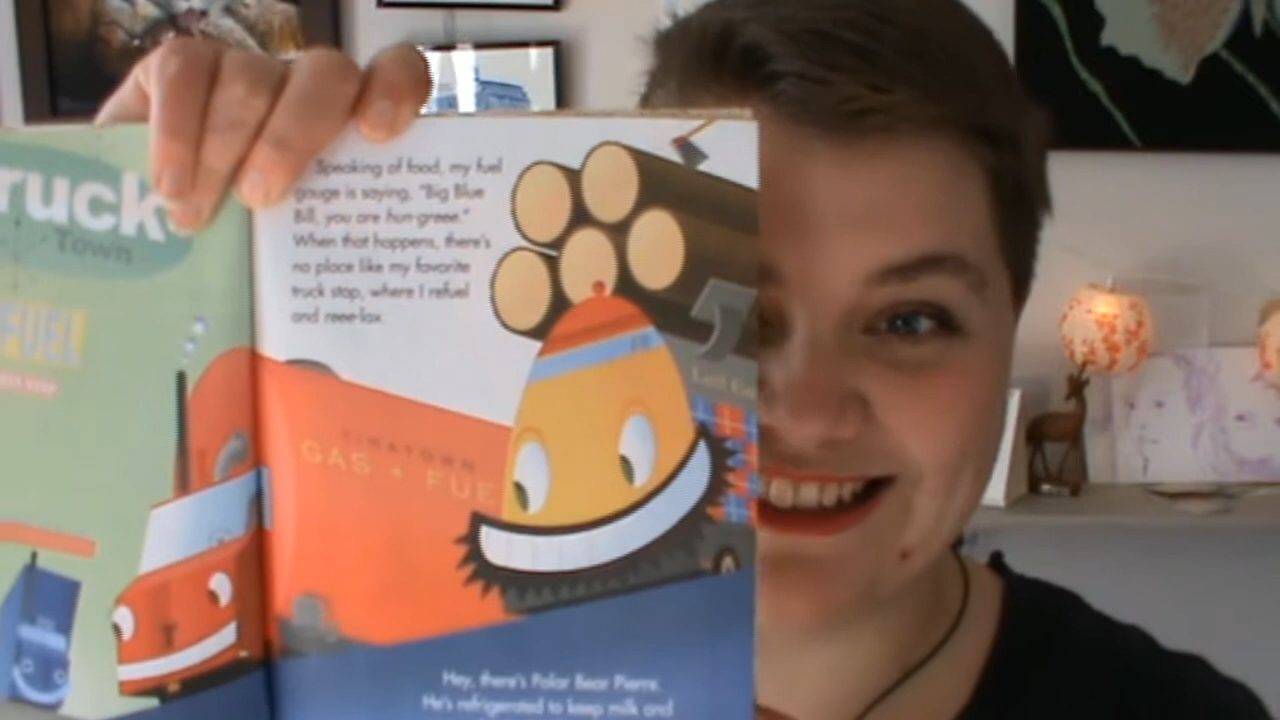 ruck
Town
FUEL
Speaking of food, my fuel
gauge is saying, "Big Blue
Bill, you are hun-greee."
When that happens, there's
no place like my favorite
truck stop, where I refuel
and reee-lax.
GAS + FUE
Hey, there's Polar Bear Pierre.
He's refrigerated to keep milk and